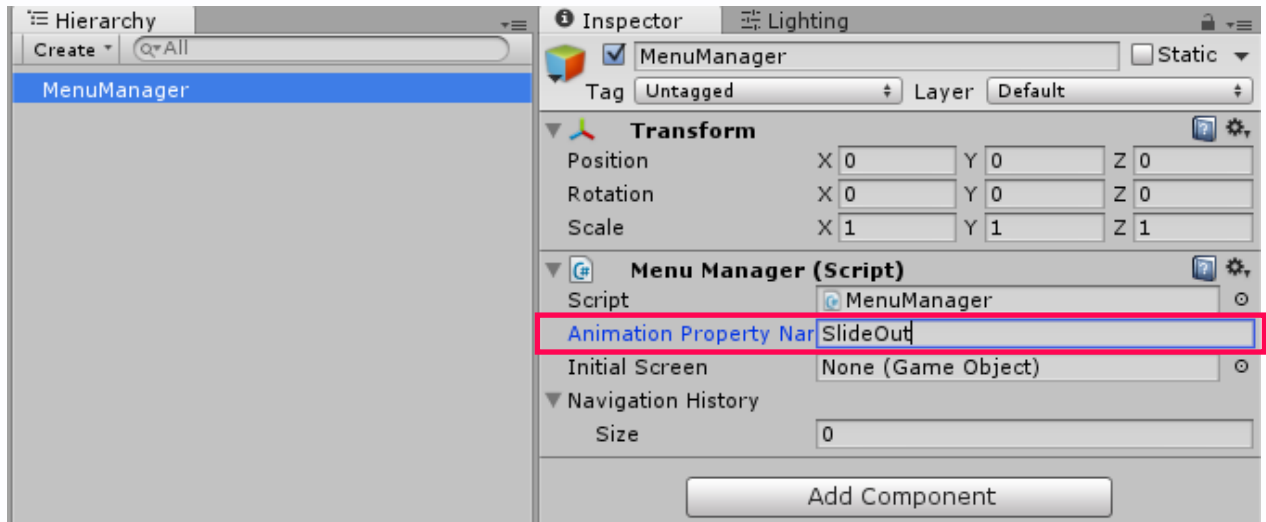 Hierarchy
Create
All
MenuManager
Inspector
Lighting
MenuManager
Static
Tag Untagged Layer Default
Transform
Position X 0 Y 0 Z 0
Rotation X 0 Y 0 Z 0
Scale X 1 Y 1 Z 1
Menu Manager (Script)
Script MenuManager
Animation Property Nar SlideOut
Initial Screen None (Game Object)
Navigation History
Size 0
Add Component